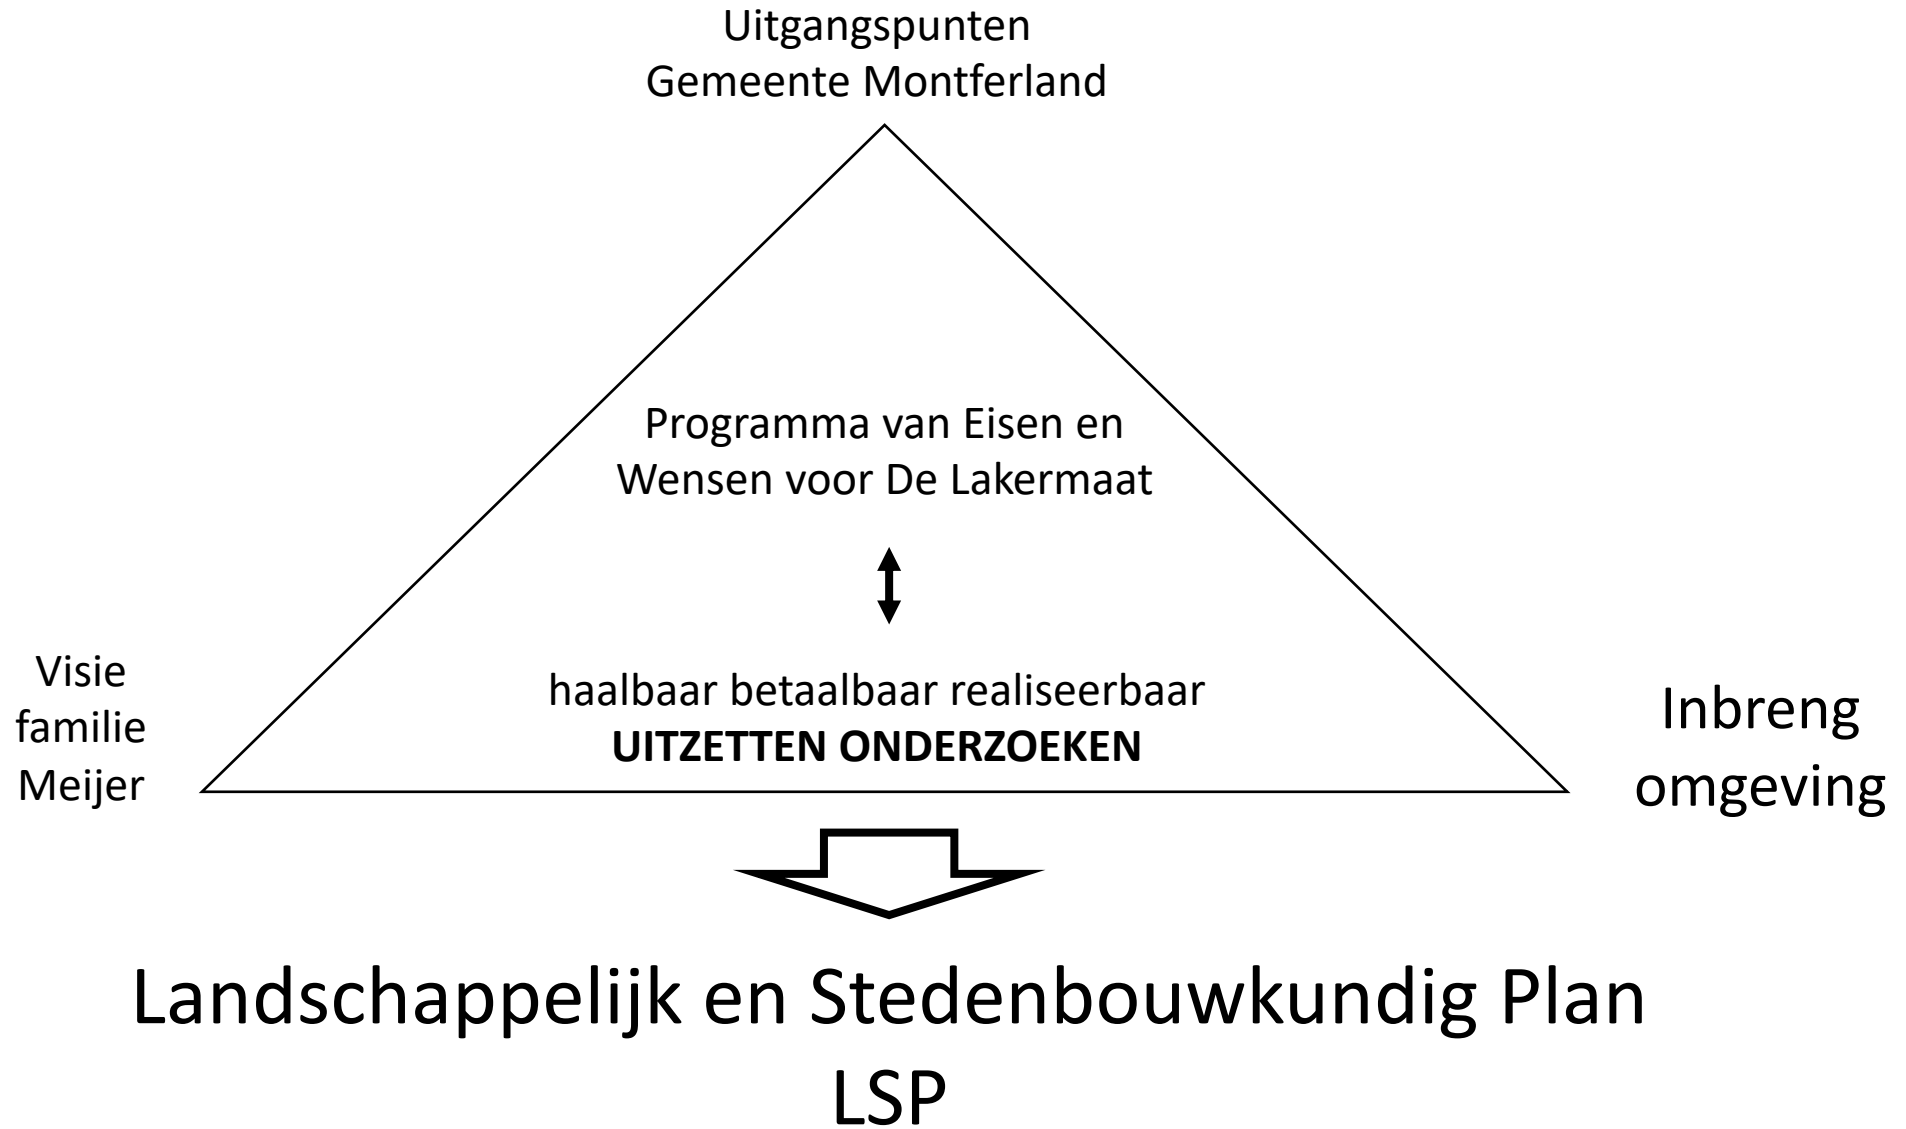 Uitgangspunten
Gemeente Montferland
Programma van Eisen en
Wensen voor De Lakermaat
Visie
familie
Meijer
haalbaar betaalbaar realiseerbaar
UITZETTEN ONDERZOEKEN
Inbreng
omgeving
Landschappelijk en Stedenbouwkundig Plan
LSP